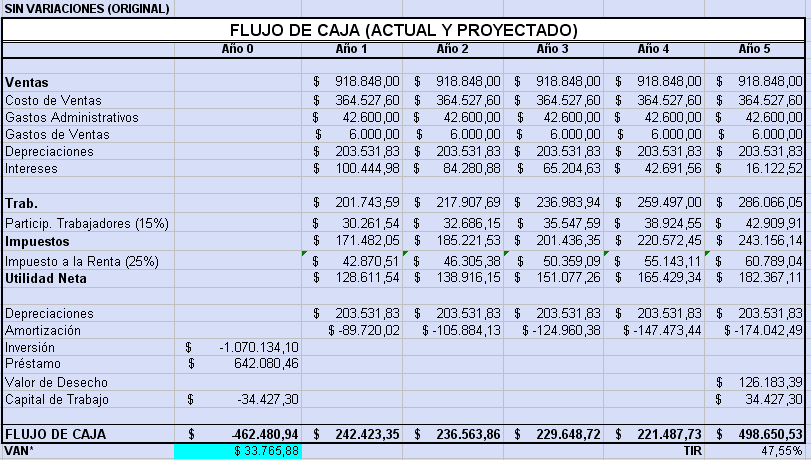 SIN VARIACIONES (ORIGINAL)
FLUJO DE CAJA (ACTUAL Y PROYECTADO)
Año 0 Año 1 Año 2 Año 3 Año 4 Año 5
Ventas $ 918.848,00 $ 918.848,00 $ 918.848,00 $ 918.848,00 $ 918.848,00
Costo de Ventas $ 364.527,60 $ 364.527,60 $ 364.527,60 $ 364.527,60 $ 364.527,60
Gastos Administrativos $ 42.600,00 $ 42.600,00 $ 42.600,00 $ 42.600,00 $ 42.600,00
Gastos de Ventas $ 6.000,00 $ 6.000,00 $ 6.000,00 $ 6.000,00 $ 6.000,00
Depreciaciones $ 203.531,83 $ 203.531,83 $ 203.531,83 $ 203.531,83 $ 203.531,83
Intereses $ 100.444,98 $ 84.280,88 $ 65.204,63 $ 42.691,56 $ 16.122,52
Trab. $ 201.743,59 $ 217.907,69 $ 236.983,94 $ 259.497,00 $ 286.066,05
Particip. Trabajadores (15%) $ 30.261,54 $ 32.686,15 $ 35.547,59 $ 38.924,55 $ 42.909,91
Impuestos $ 171.482,05 $ 185.221,53 $ 201.436,35 $ 220.572,45 $ 243.156,14
Impuesto a la Renta (25%) $ 42.870,51 $ 46.305,38 $ 50.359,09 $ 55.143,11 $ 60.789,04
Utilidad Neta $ 128.611,54 $ 138.916,15 $ 151.077,26 $ 165.429,34 $ 182.367,11
Depreciaciones $ 203.531,83 $ 203.531,83 $ 203.531,83 $ 203.531,83 $ 203.531,83
Amortización $ -89.720,02 $ -105.884,13 $ -124.960,38 $ -147.473,44 $ -174.042,49
Inversión $ -1.070.134,10
Préstamo $ 642.080,46
Valor de Desecho $ 126.183,39
Capital de Trabajo $ -34.427,30 $ 34.427,30
FLUJO DE CAJA $ -462.480,94 $ 242.423,35 $ 236.563,86 $ 229.648,72 $ 221.487,73 $ 498.650,53
VAN* $ 33.765,88 TIR 47,55%